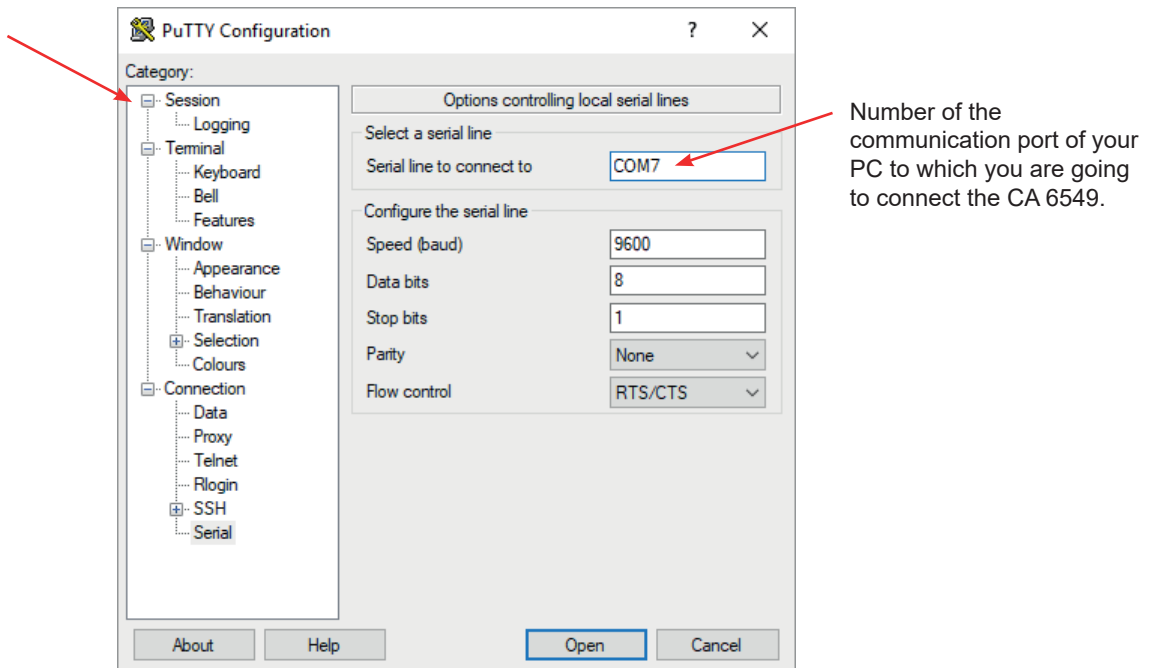 PuTTY Configuration
? ×
Category:
Session
Logging
Terminal
Keyboard
Bell
Features
Window
Appearance
Behaviour
Translation
Selection
Colours
Connection
Data
Proxy
Telnet
Rlogin
SSH
Serial
Options controlling local serial lines
Select a serial line
Serial line to connect to COM7
Configure the serial line
Speed (baud) 9600
Data bits 8
Stop bits 1
Parity None
Flow control RTS/CTS
About Help Open Cancel
Number of the
communication port of your
PC to which you are going
to connect the CA 6549.